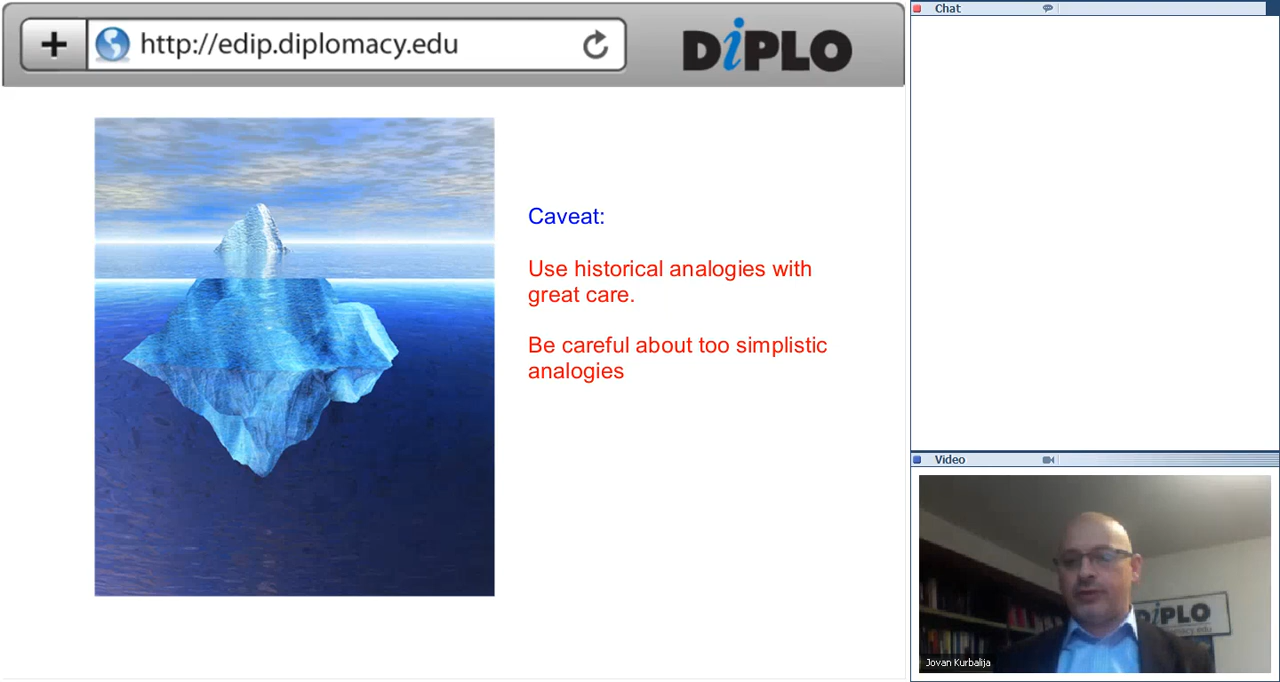 http://edip.diplomacy.edu
DiPLO
Chat
Caveat:
Use historical analogies with
great care.
Be careful about too simplistic
analogies
Video
DiPLO
Jovan Kurbalija